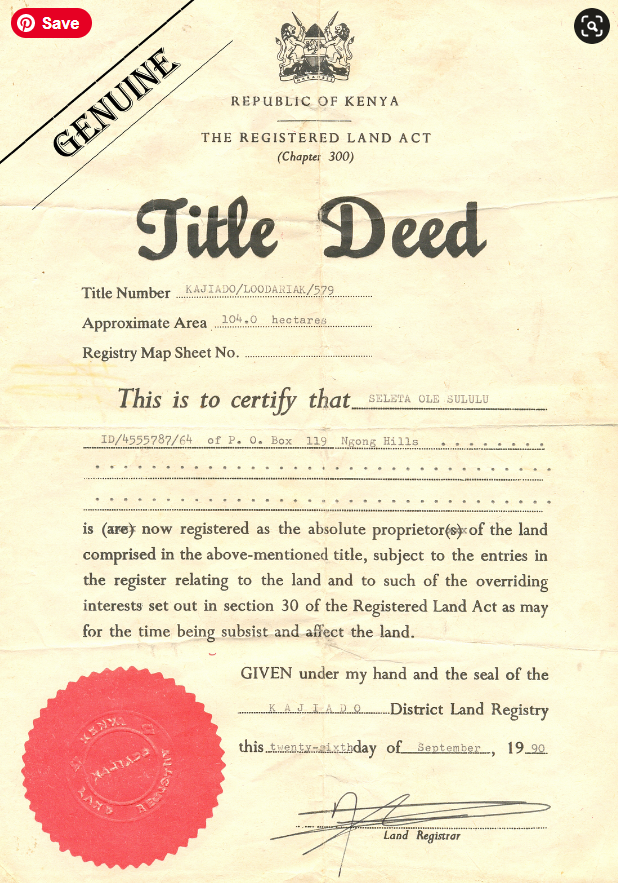 Save
GENUINE
REPUBLIC OF KENYA
THE REGISTERED LAND ACT
(Chapter 300)
Title Deed
Title Number KAJIADO/LOODARIAK/579
Approximate Area 104.0 hectares
Registry Map Sheet No.
This is to certify that SELETA OLE SULULU
ID/4555787/64 of P. O. Box 119 Ngong Hills
is (are) now registered as the absolute proprietor(s) of the land
comprised in the above-mentioned title, subject to the entries in
the register relating to the land and to such of the overriding
interests set out in section 30 of the Registered Land Act as may
for the time being subsist and affect the land.
GIVEN under my hand and the seal of the
KAJIADO District Land Registry
this twenty-sixth day of September, 19 90
Land Registrar